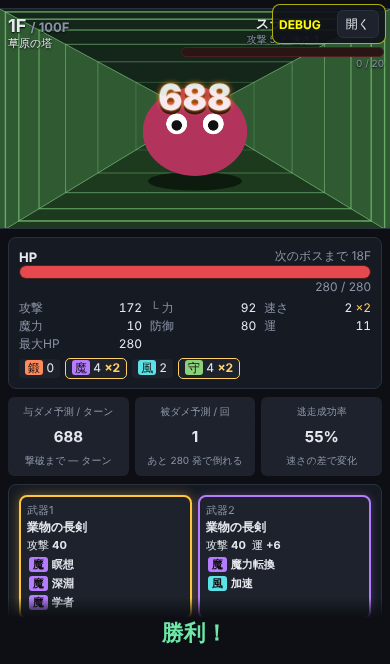 1F / 100F
草原の塔
DEBUG 開く
攻撃
0 / 20
688
HP 次のボスまで 18F
280 / 280
攻撃 172 └ 力 92 速さ 2 ×2
魔力 10 防御 80 運 11
最大HP 280
鍛 0 魔 4 ×2 風 2 守 4 ×2
与ダメ予測 / ターン 被ダメ予測 / 回 逃走成功率
688 1 55%
撃破まで — ターン あと 280 発で倒れる 速さの差で変化
武器1 武器2
業物の長剣 業物の長剣
攻撃 40 攻撃 40 運 +6
魔 瞑想 魔 魔力転換
魔 深淵 風 加速
魔 学者
勝利！